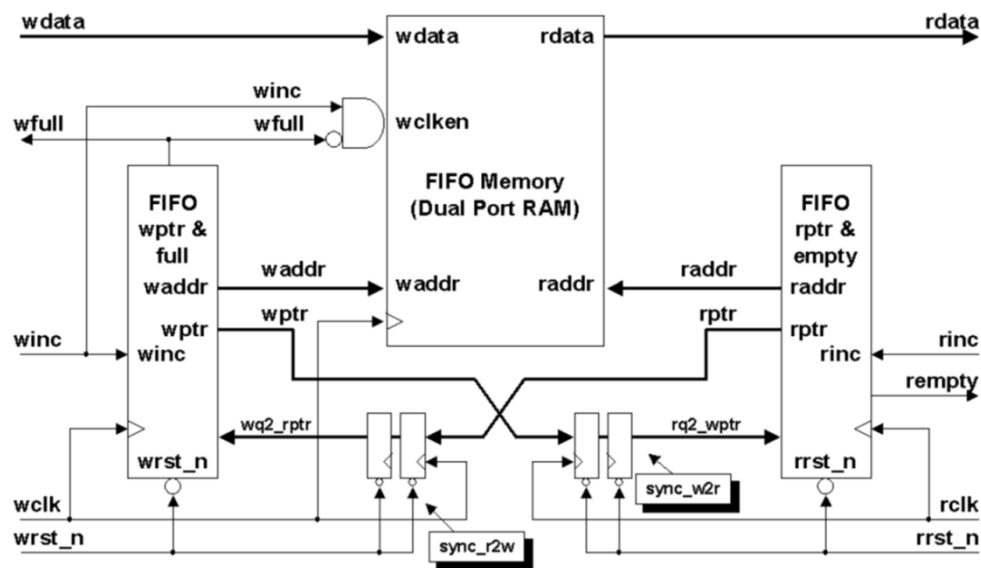 wdata
rdata
wdata
rdata
winc
wclken
wfull
wfull
FIFO Memory
(Dual Port RAM)
FIFO
wptr &
full
FIFO
rptr &
empty
waddr
waddr
waddr
raddr
raddr
raddr
wptr
wptr
rptr
rptr
winc
winc
rinc
rinc
rempty
wq2_rptr
rq2_wptr
wrst_n
rrst_n
sync_w2r
wclk
rclk
wrst_n
sync_r2w
rrst_n